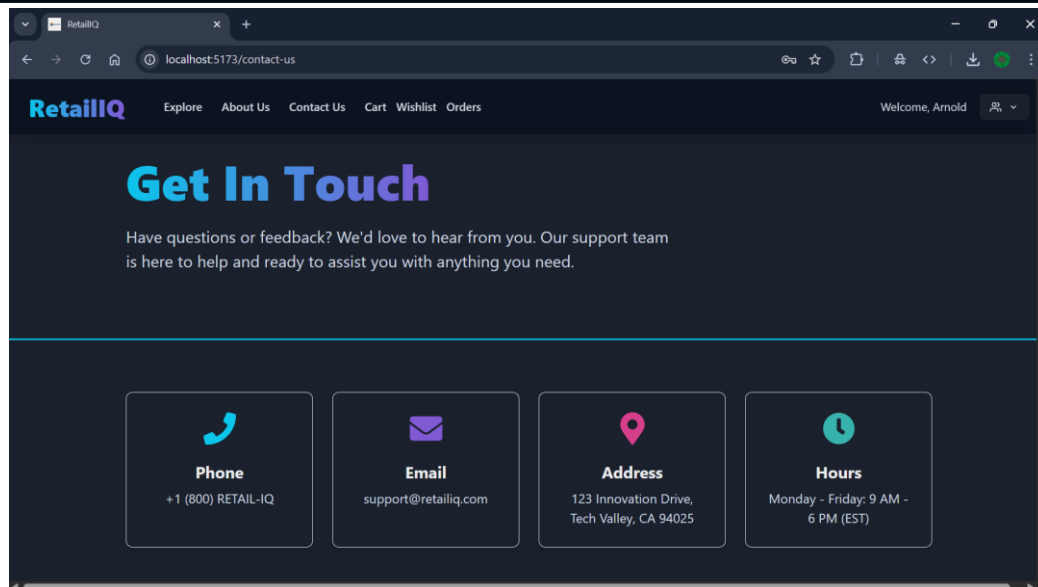 RetailIQ
localhost:5173/contact-us
RetailIQ
Explore About Us Contact Us Cart Wishlist Orders
Welcome, Arnold
Get In Touch
Have questions or feedback? We'd love to hear from you. Our support team
is here to help and ready to assist you with anything you need.
Phone
+1 (800) RETAIL-IQ
Email
support@retailiq.com
Address
123 Innovation Drive,
Tech Valley, CA 94025
Hours
Monday - Friday: 9 AM -
6 PM (EST)